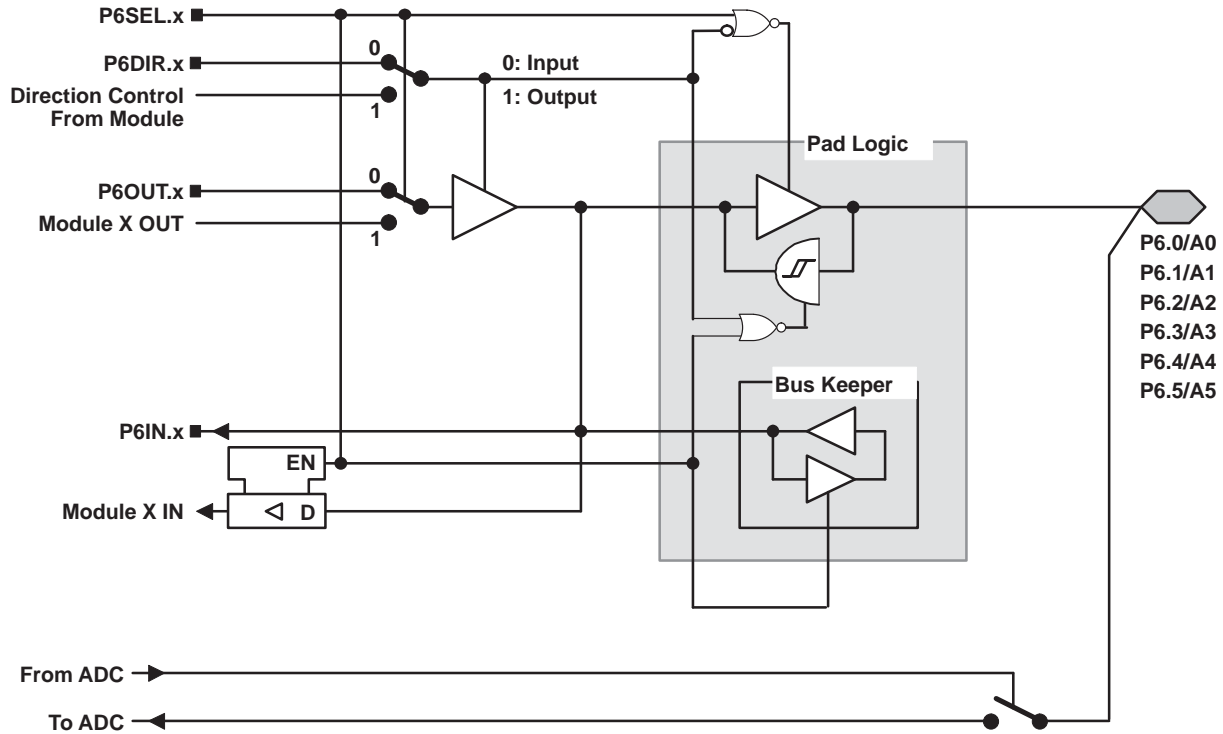 P6SEL.x
P6DIR.x
0
0: Input
Direction Control
From Module
1
1: Output
Pad Logic
P6OUT.x
0
Module X OUT
1
P6.0/A0
P6.1/A1
P6.2/A2
P6.3/A3
P6.4/A4
P6.5/A5
Bus Keeper
P6IN.x
EN
Module X IN
D
From ADC
To ADC